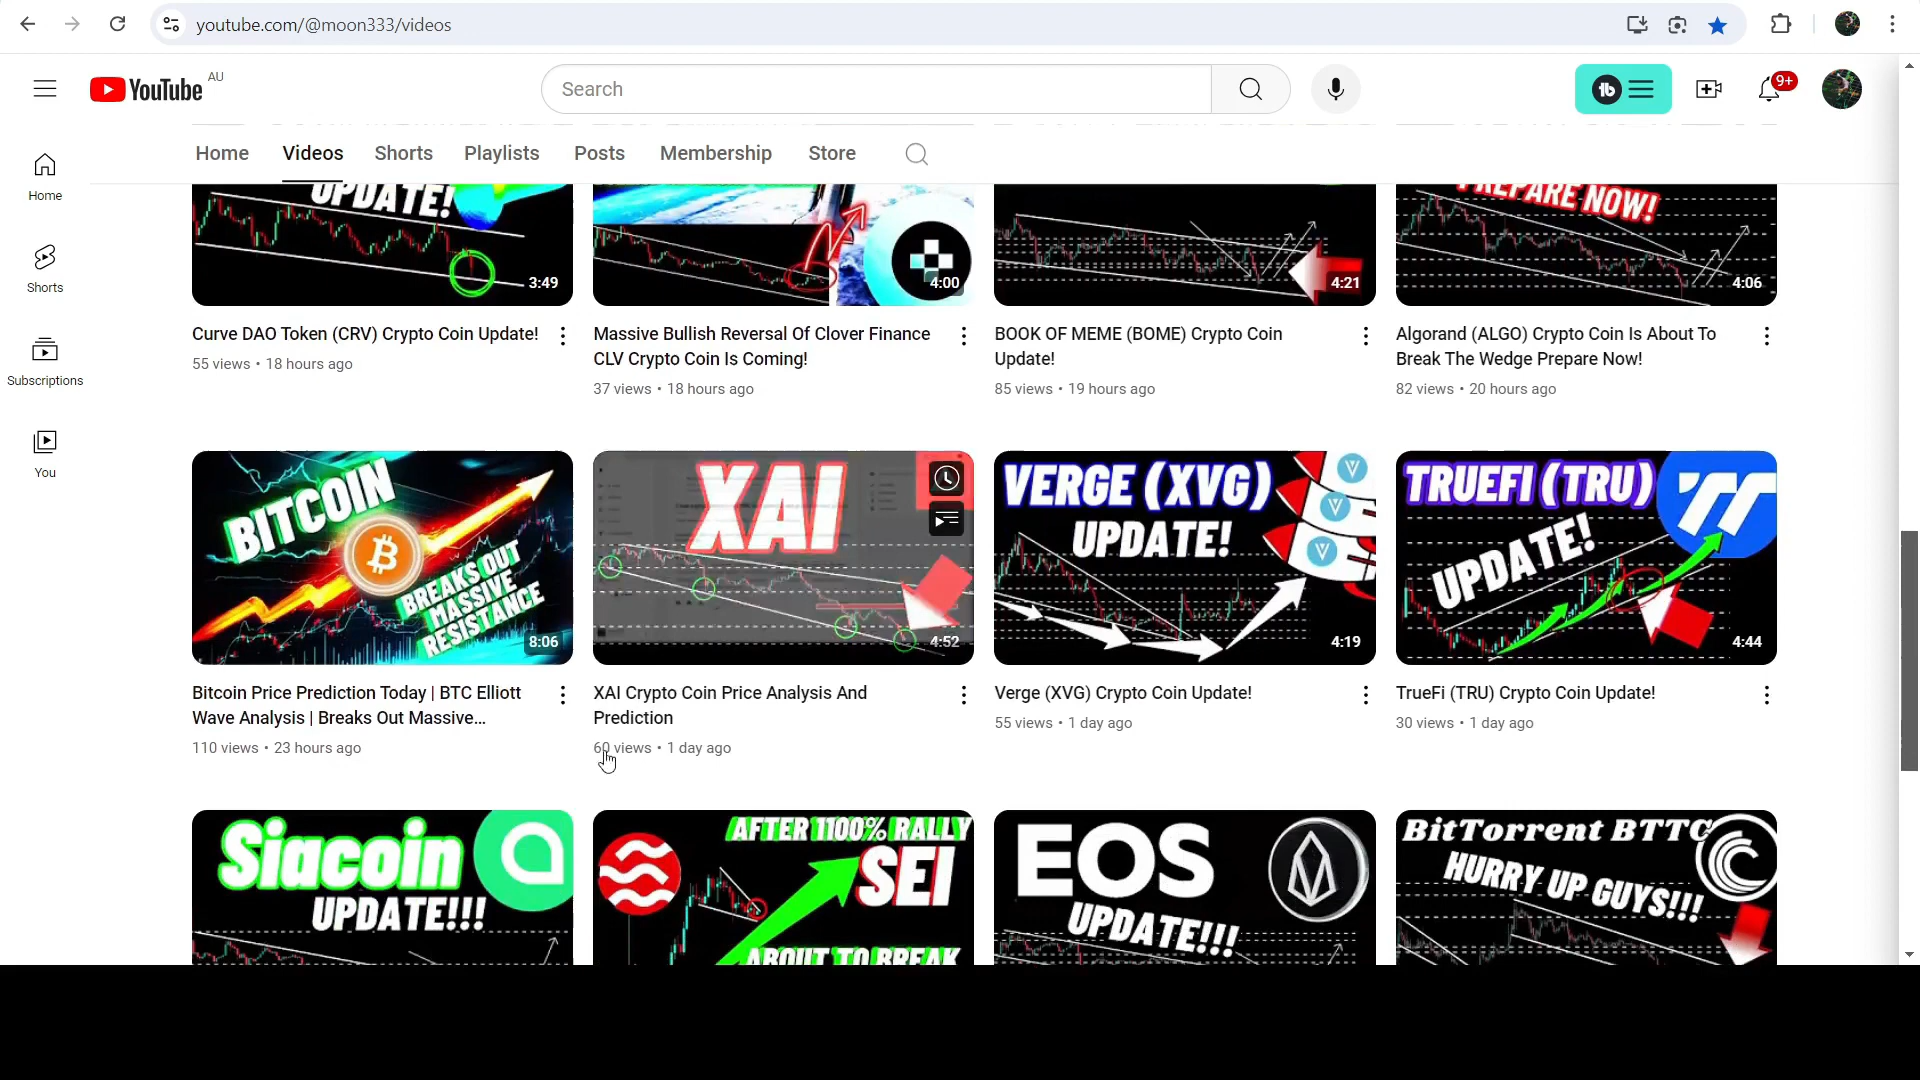 youtube.com/@moon333/videos
YouTube AU
Search
9+
Home
Videos
Shorts
Playlists
Posts
Membership
Store
Home
Shorts
Subscriptions
You
UPDATE!
3:49
4:00
4:21
PREPARE NOW!
4:06
Curve DAO Token (CRV) Crypto Coin Update!
55 views • 18 hours ago
Massive Bullish Reversal Of Clover Finance
CLV Crypto Coin Is Coming!
37 views • 18 hours ago
BOOK OF MEME (BOME) Crypto Coin
Update!
85 views • 19 hours ago
Algorand (ALGO) Crypto Coin Is About To
Break The Wedge Prepare Now!
82 views • 20 hours ago
BITCOIN
BREAKS OUT
MASSIVE
RESISTANCE
8:06
XAI
4:52
VERGE (XVG)
UPDATE!
4:19
TRUEFI (TRU)
UPDATE!
4:44
Bitcoin Price Prediction Today | BTC Elliott
Wave Analysis | Breaks Out Massive...
110 views • 23 hours ago
XAI Crypto Coin Price Analysis And
Prediction
60 views • 1 day ago
Verge (XVG) Crypto Coin Update!
55 views • 1 day ago
TrueFi (TRU) Crypto Coin Update!
30 views • 1 day ago
Siacoin
UPDATE!!!
AFTER 1100% RALLY
SEI
ABOUT TO BREAK
EOS
UPDATE!!!
BitTorrent BTTC
HURRY UP GUYS!!!